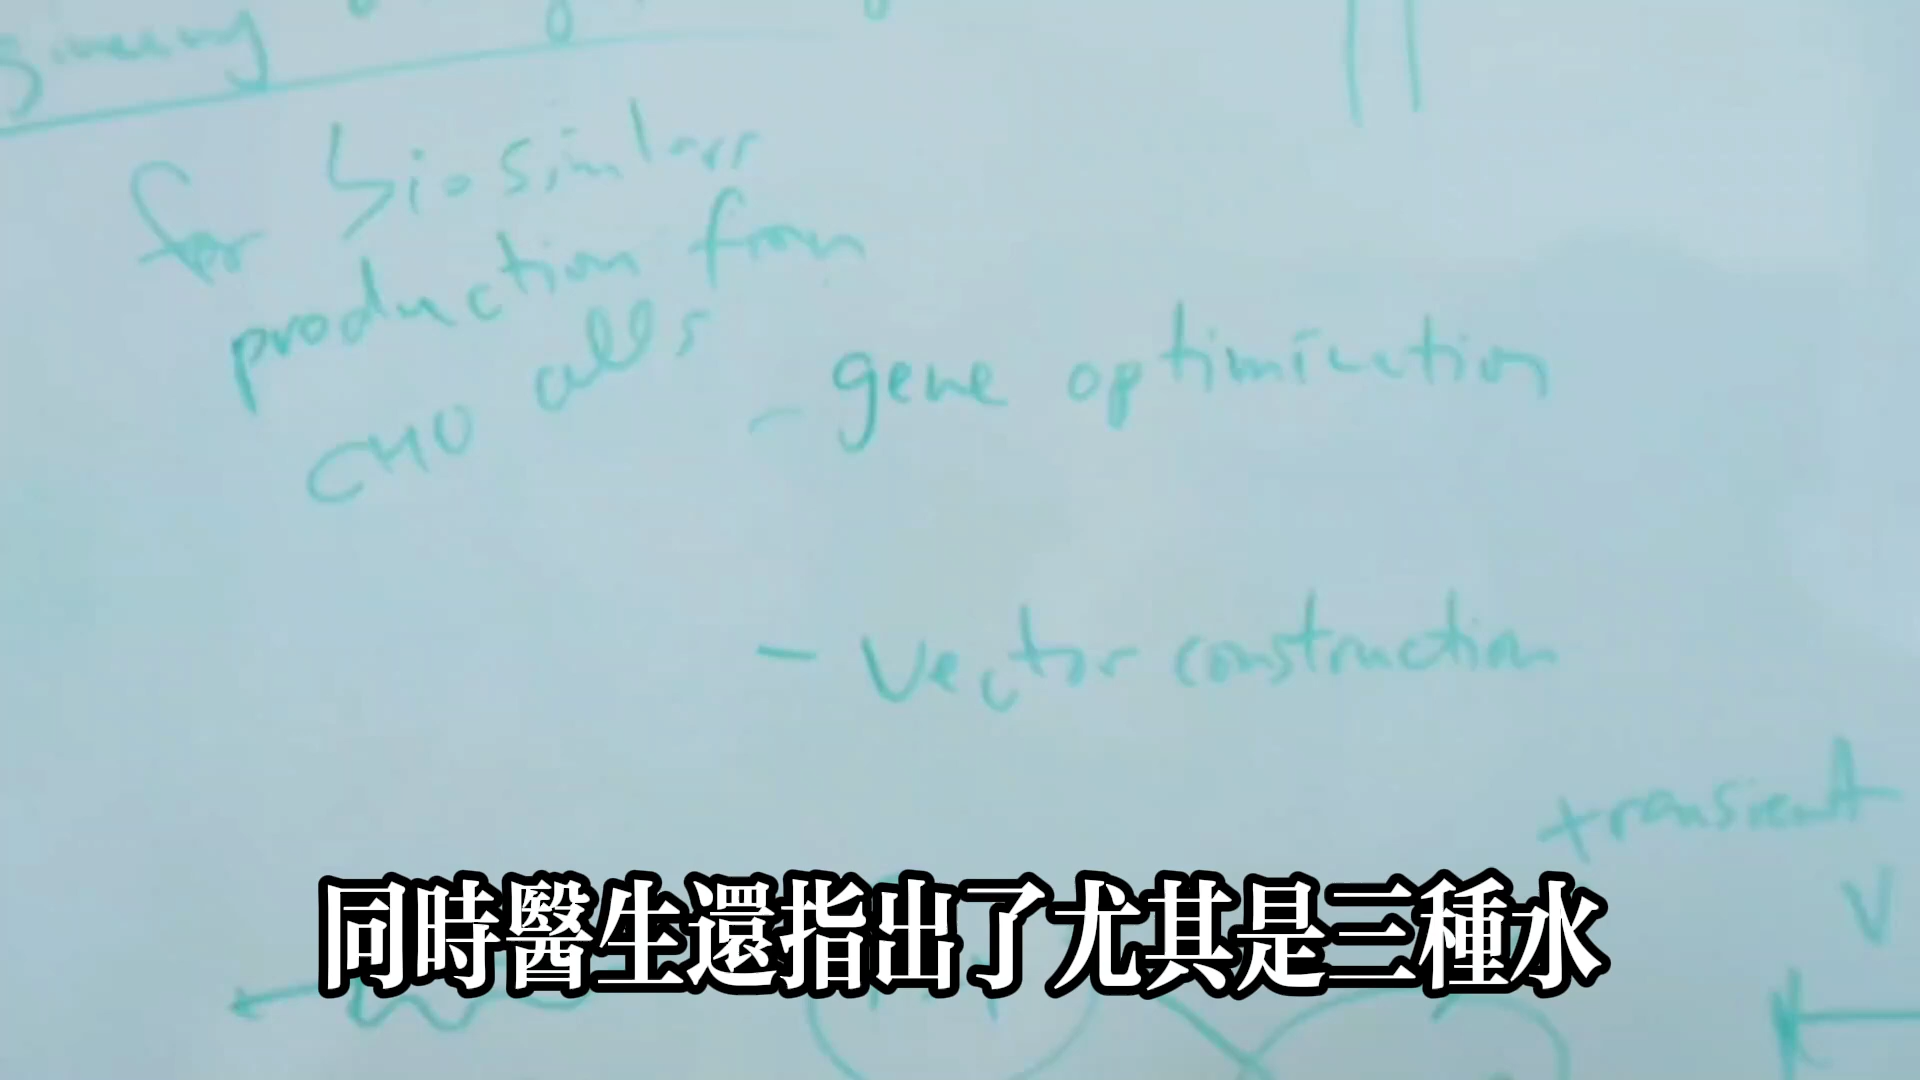 for biosimilars
production from
CHO cells
- gene optimization
- Vector construction
transient
V
同時醫生還指出了尤其是三種水